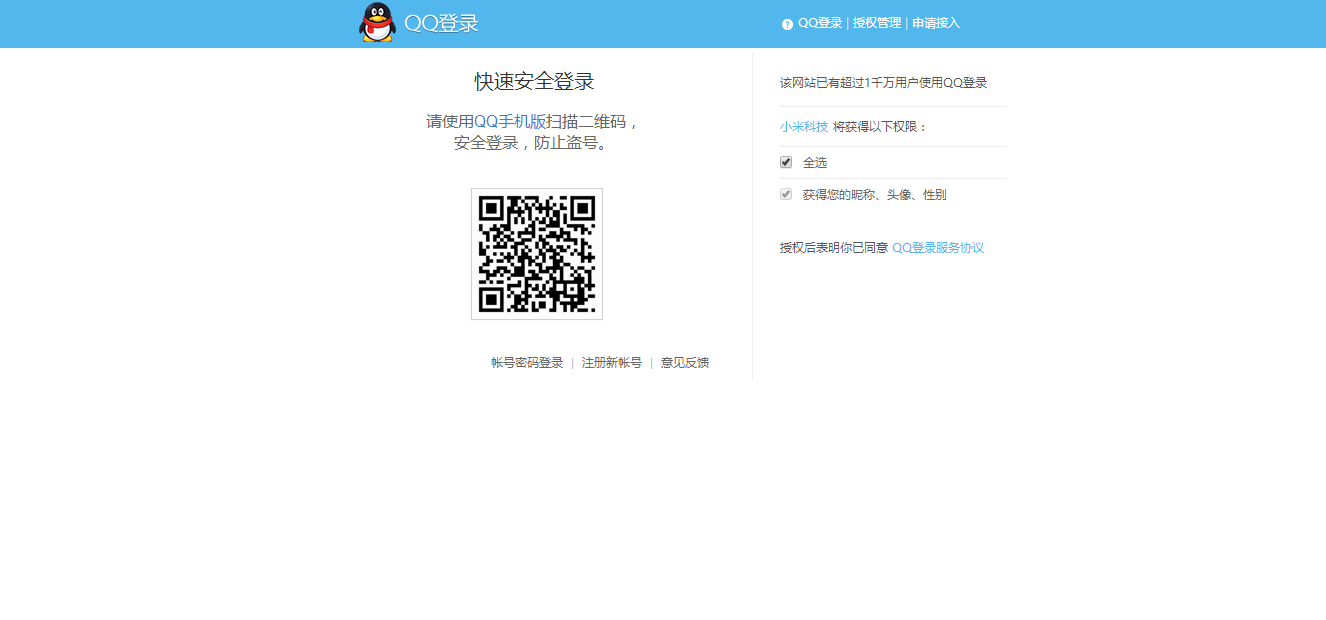 QQ登录
QQ登录 | 授权管理 | 申请接入
快速安全登录
请使用QQ手机版扫描二维码，
安全登录，防止盗号。
帐号密码登录 | 注册新帐号 | 意见反馈
该网站已有超过1千万用户使用QQ登录
小米科技 将获得以下权限：
全选
获得您的昵称、头像、性别
授权后表明你已同意 QQ登录服务协议